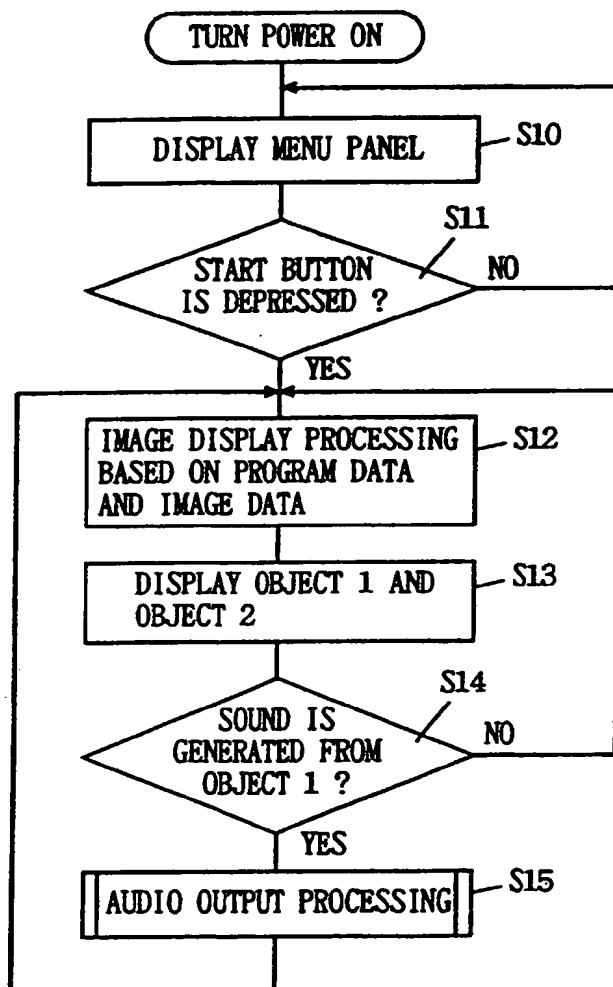 TURN POWER ON
DISPLAY MENU PANEL
S10
S11
START BUTTON
IS DEPRESSED ?
NO
YES
IMAGE DISPLAY PROCESSING
BASED ON PROGRAM DATA
AND IMAGE DATA
S12
DISPLAY OBJECT 1 AND
OBJECT 2
S13
S14
SOUND IS
GENERATED FROM
OBJECT 1 ?
NO
YES
AUDIO OUTPUT PROCESSING
S15